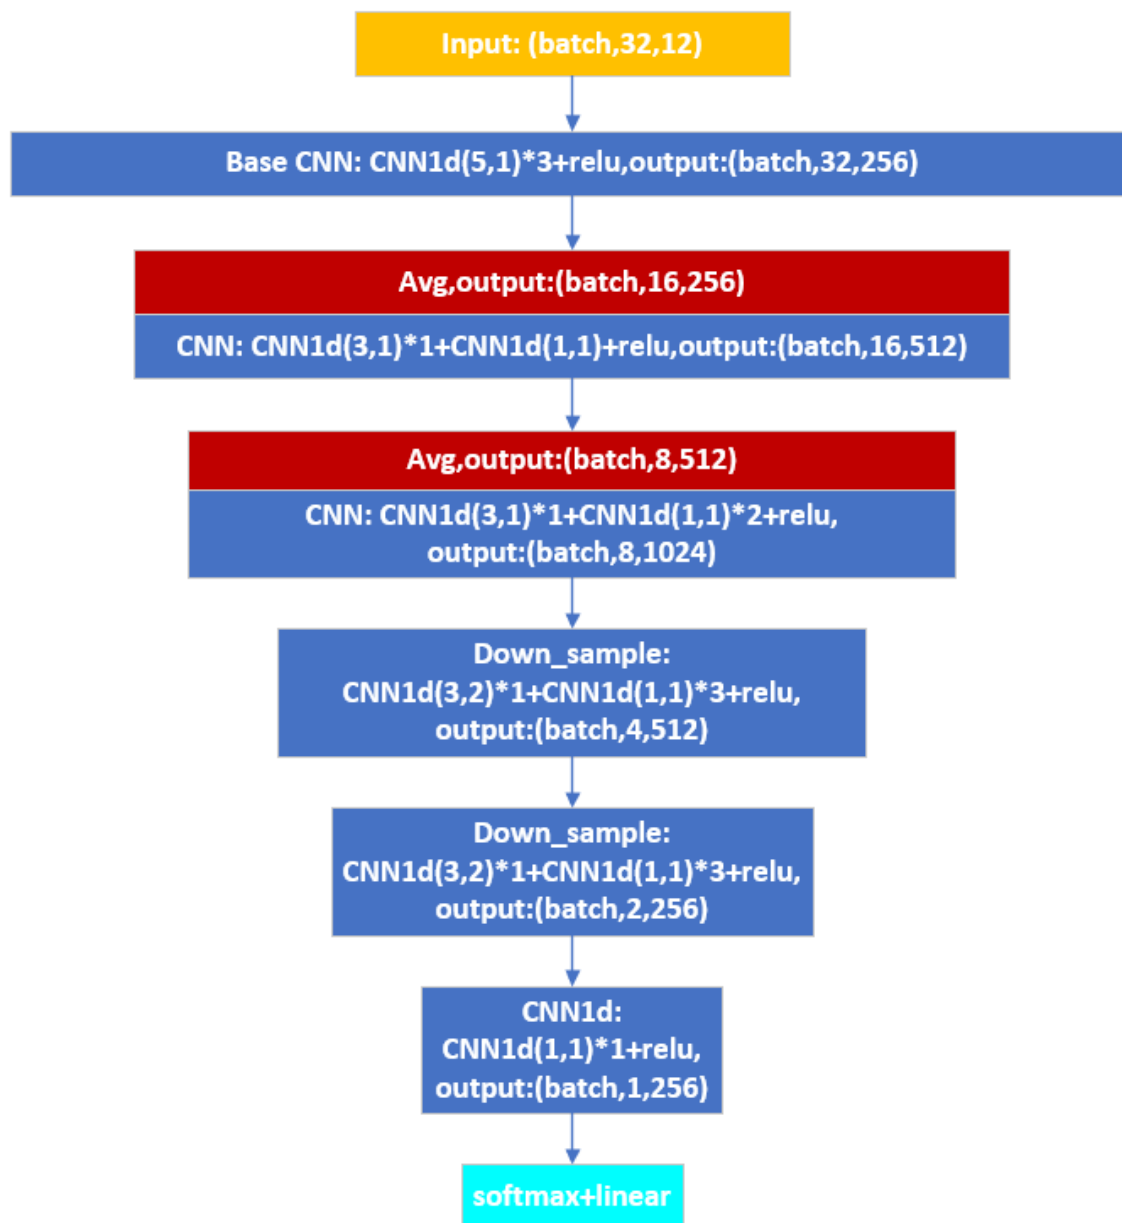 Input: (batch,32,12)
Base CNN: CNN1d(5,1)*3+relu,output:(batch,32,256)
Avg,output:(batch,16,256)
CNN: CNN1d(3,1)*1+CNN1d(1,1)+relu,output:(batch,16,512)
Avg,output:(batch,8,512)
CNN: CNN1d(3,1)*1+CNN1d(1,1)*2+relu,
output:(batch,8,1024)
Down_sample:
CNN1d(3,2)*1+CNN1d(1,1)*3+relu,
output:(batch,4,512)
Down_sample:
CNN1d(3,2)*1+CNN1d(1,1)*3+relu,
output:(batch,2,256)
CNN1d:
CNN1d(1,1)*1+relu,
output:(batch,1,256)
softmax+linear